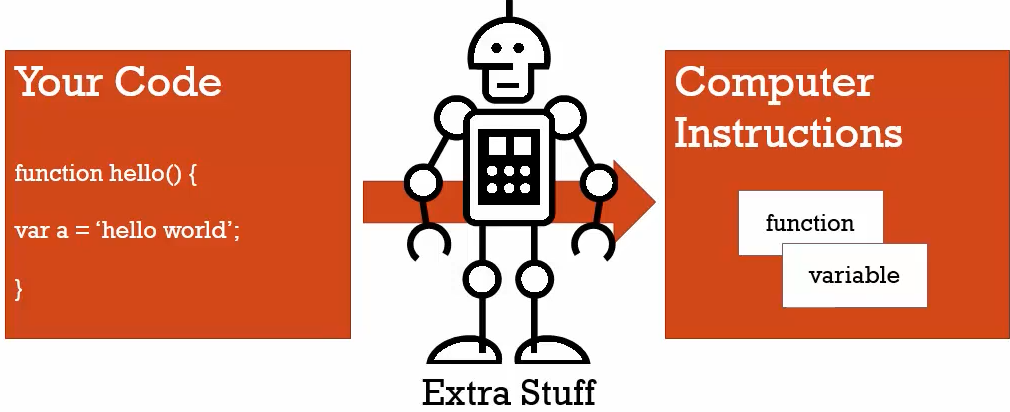 Your Code
function hello() {
var a = ‘hello world’;
}
Extra Stuff
Computer
Instructions
function
variable